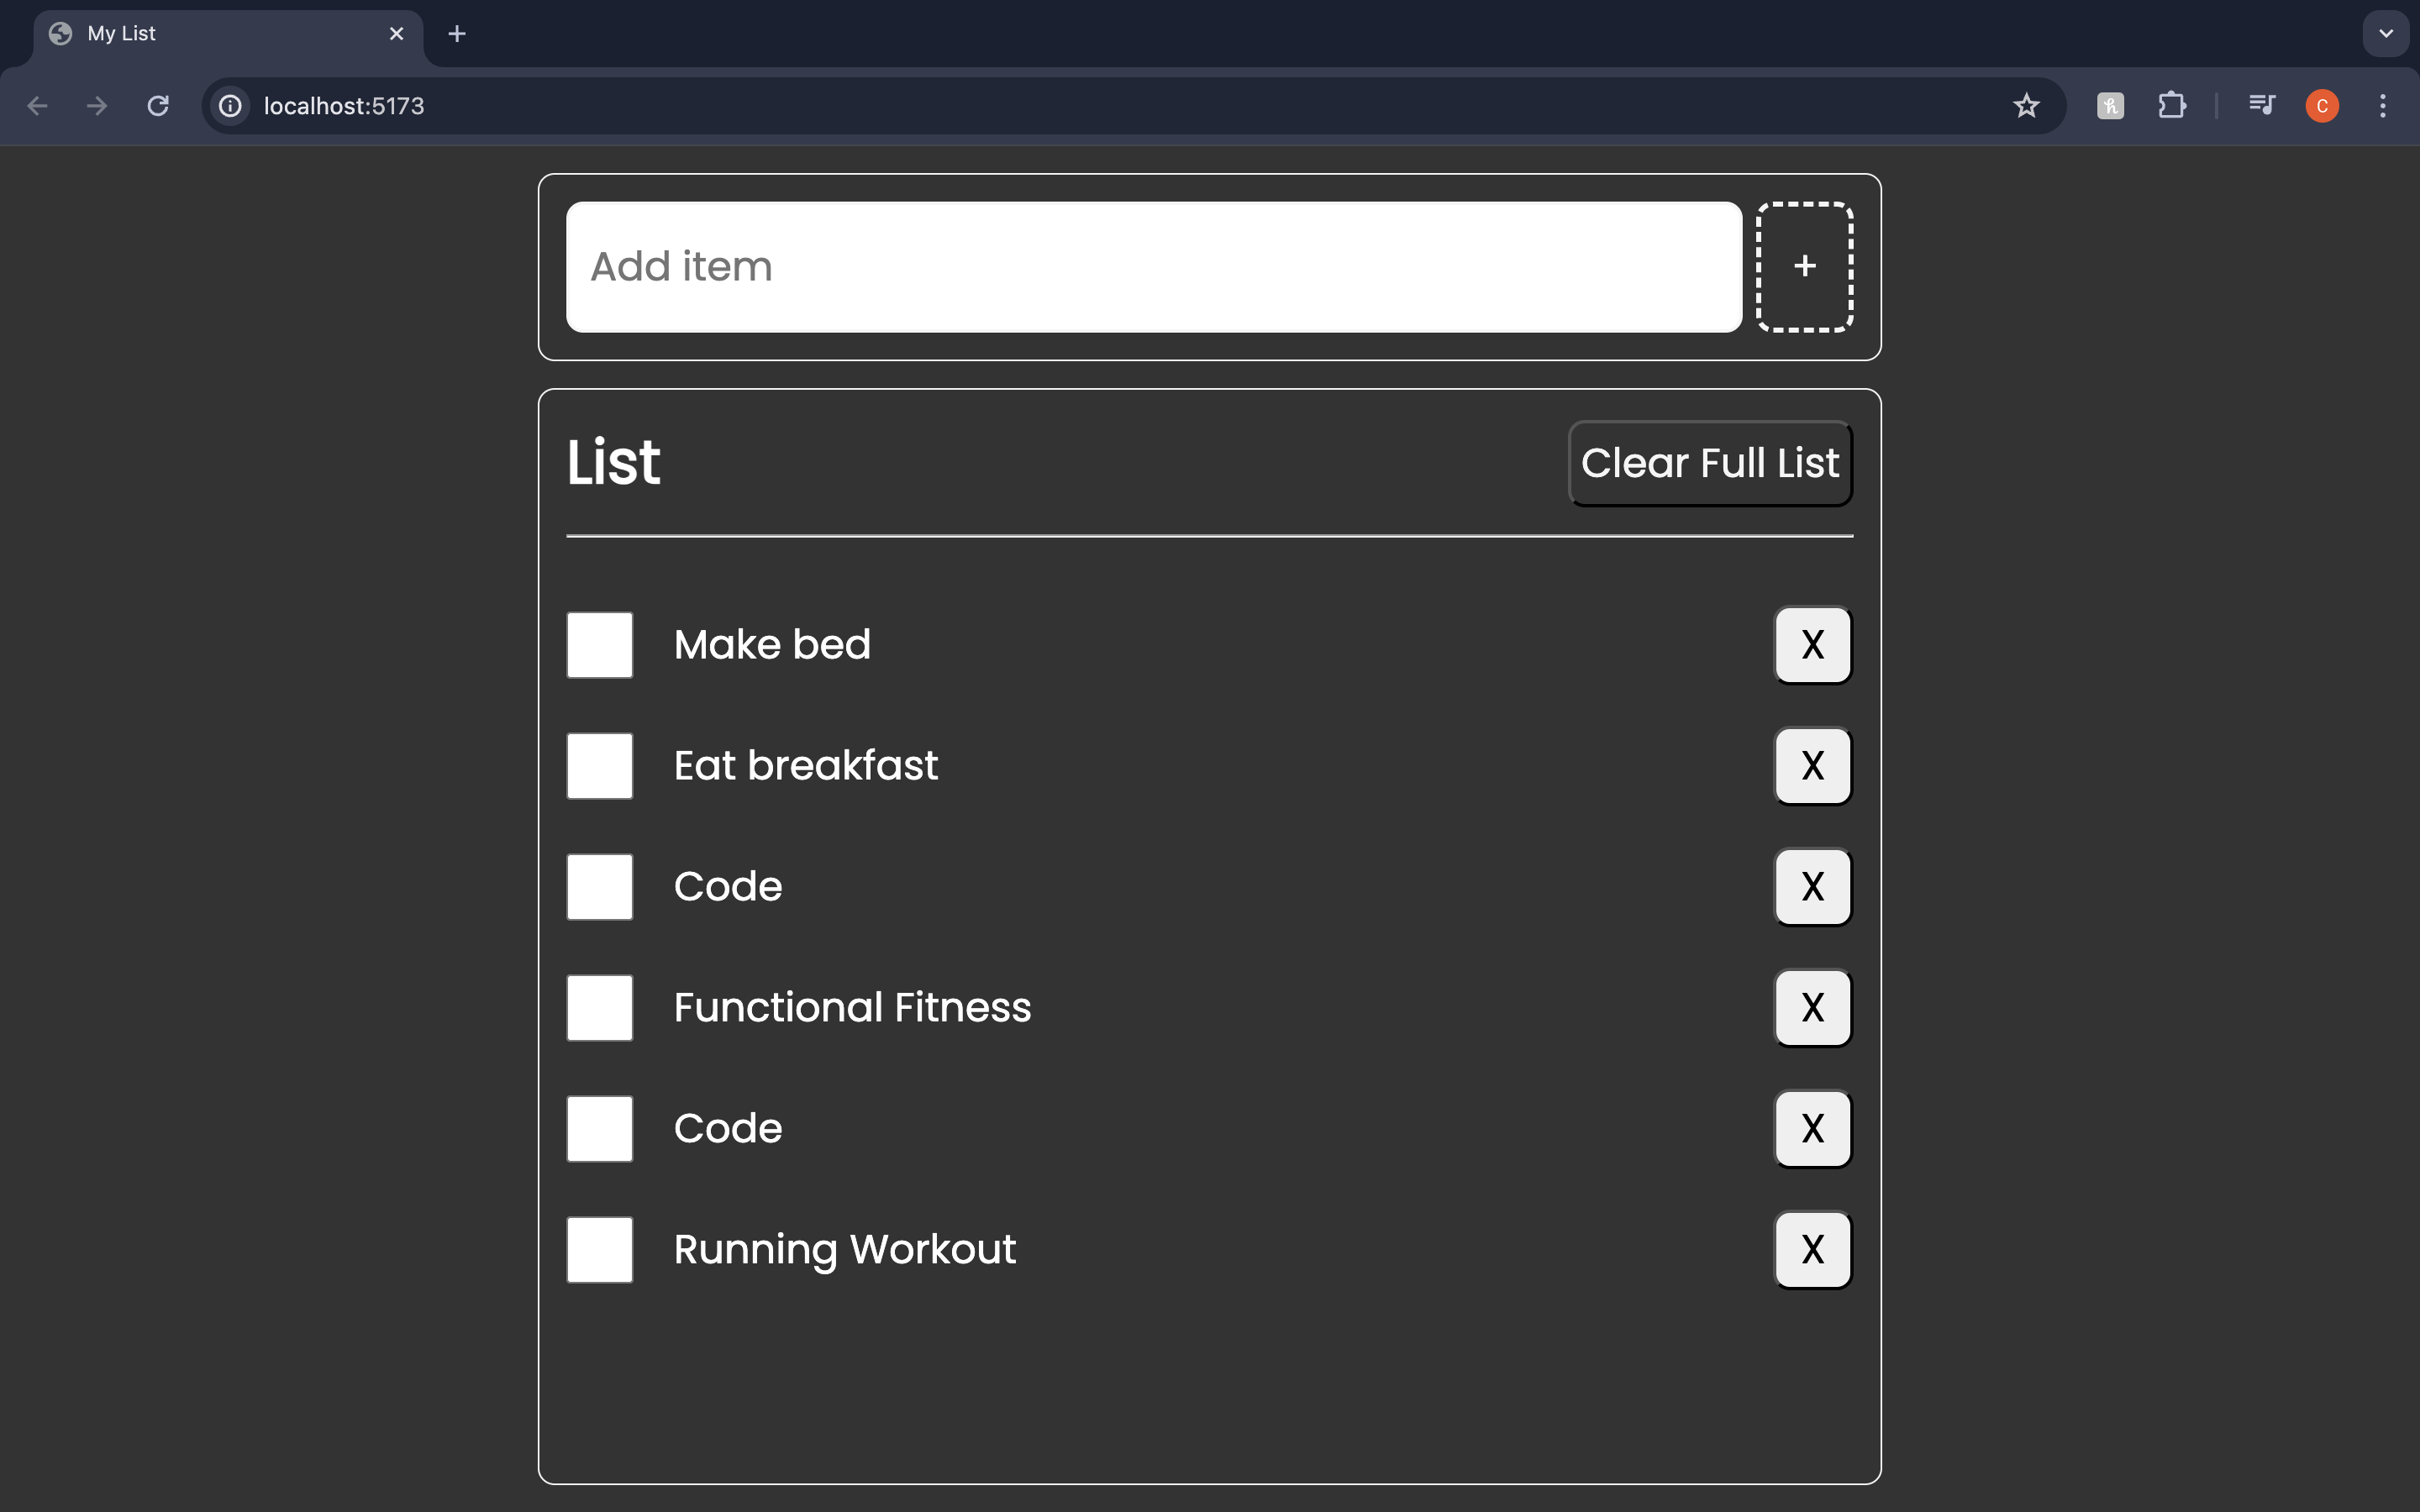 My List
localhost:5173
C
Add item
+
List
Clear Full List
Make bed
X
Eat breakfast
X
Code
X
Functional Fitness
X
Code
X
Running Workout
X